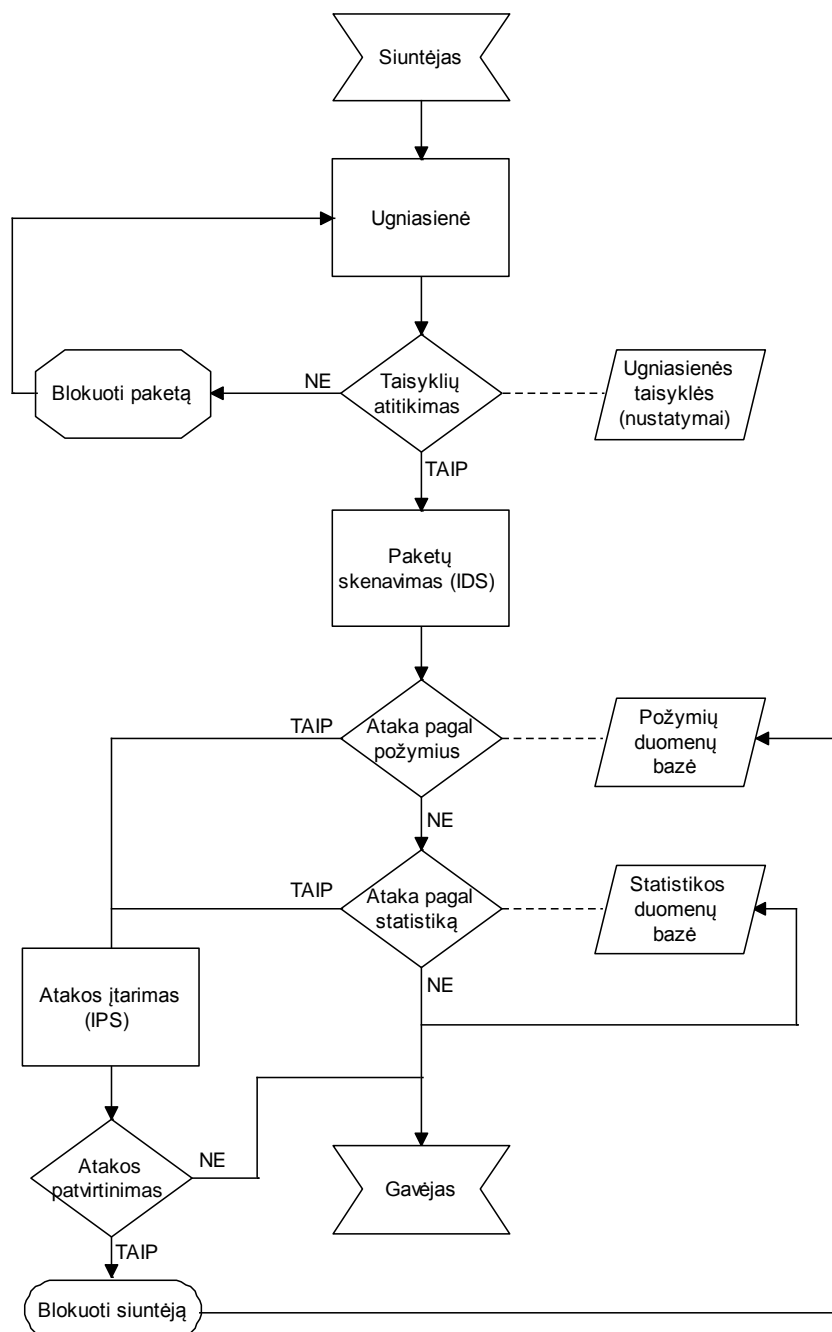 Siuntėjas
Ugniasienė
Blokuoti paketą
NE
Taisyklių
atitikimas
Ugniasienės
taisyklės
(nustatymai)
TAIP
Paketų
skenavimas (IDS)
TAIP
Ataka pagal
požymius
Požymių
duomenų
bazė
NE
TAIP
Ataka pagal
statistiką
Statistikos
duomenų
bazė
NE
Atakos įtarimas
(IPS)
Atakos
patvirtinimas
NE
Gavėjas
TAIP
Blokuoti siuntėją